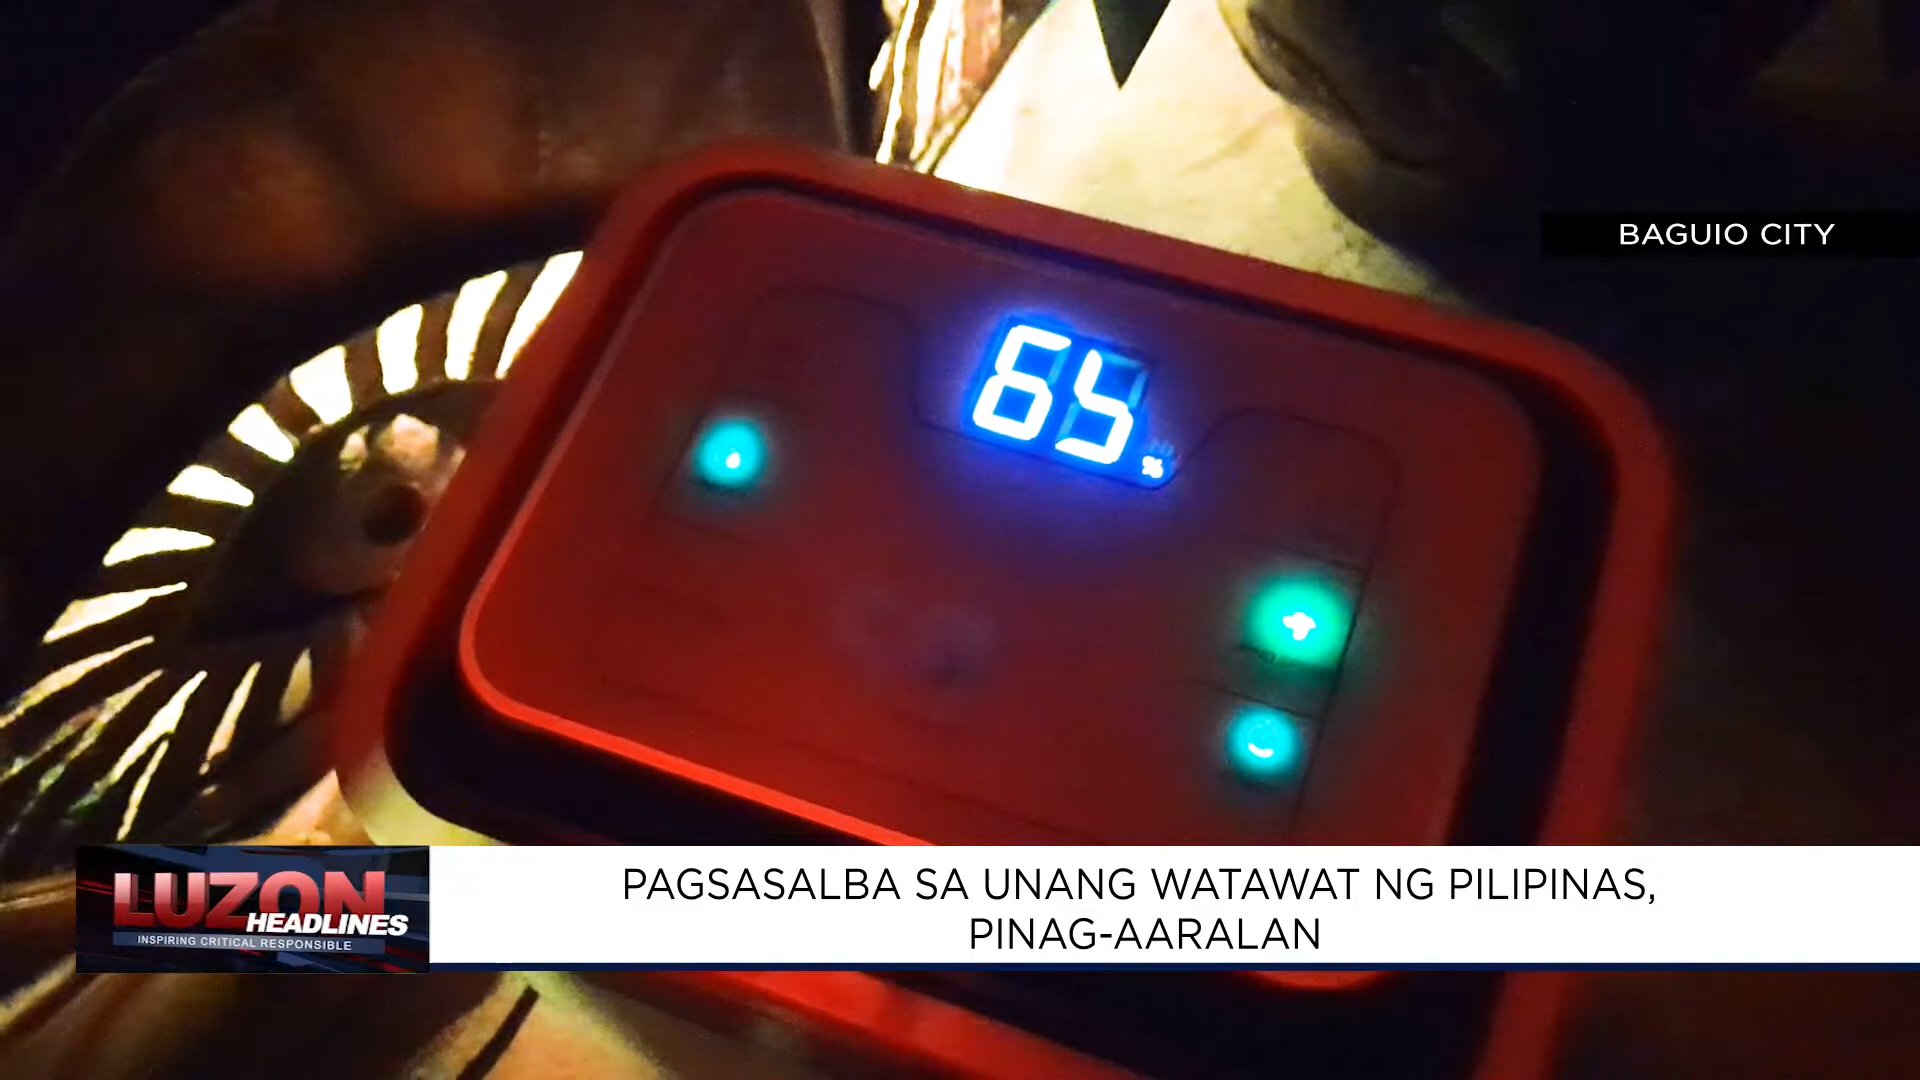 BAGUIO CITY
65
%
LUZON
HEADLINES
INSPIRING CRITICAL RESPONSIBLE
PAGSASALBA SA UNANG WATAWAT NG PILIPINAS,
PINAG-AARALAN